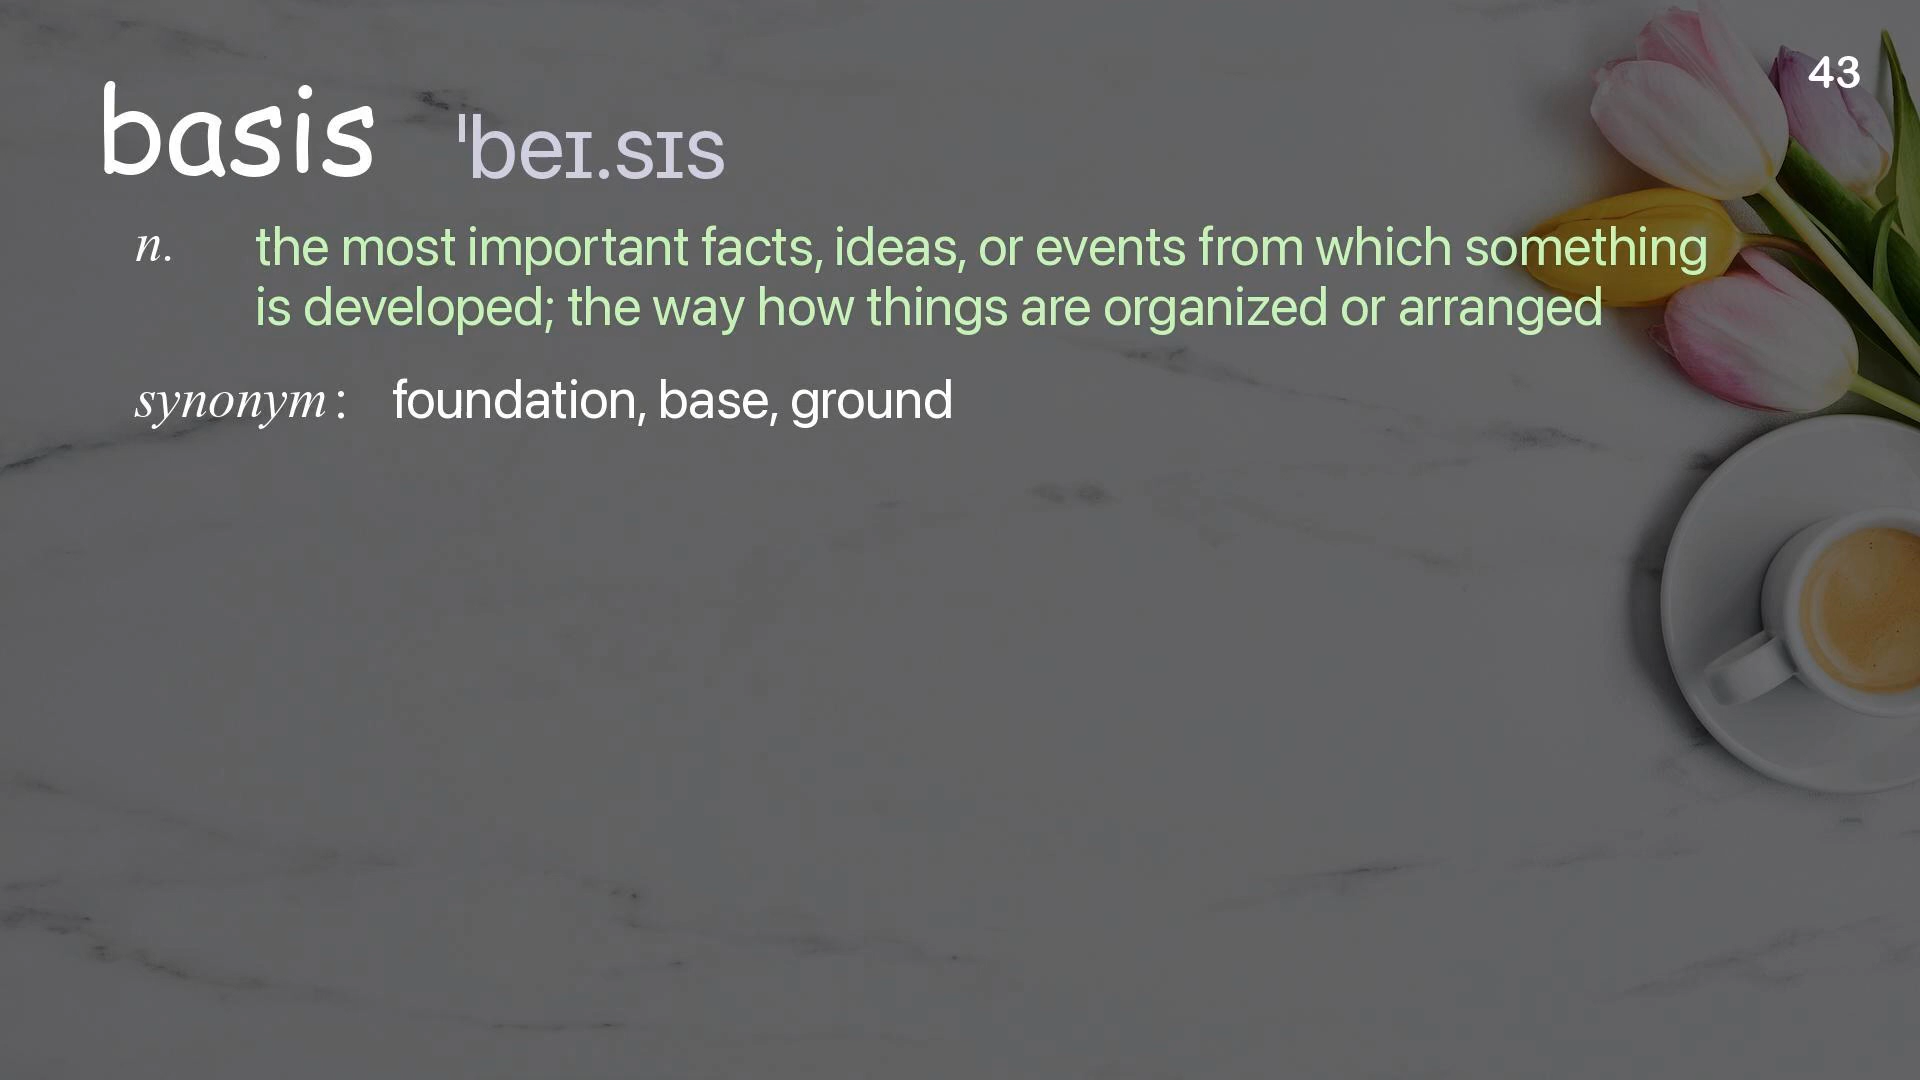 43
basis ˈbeɪ.sɪs
n. the most important facts, ideas, or events from which something
is developed; the way how things are organized or arranged
synonym : foundation, base, ground